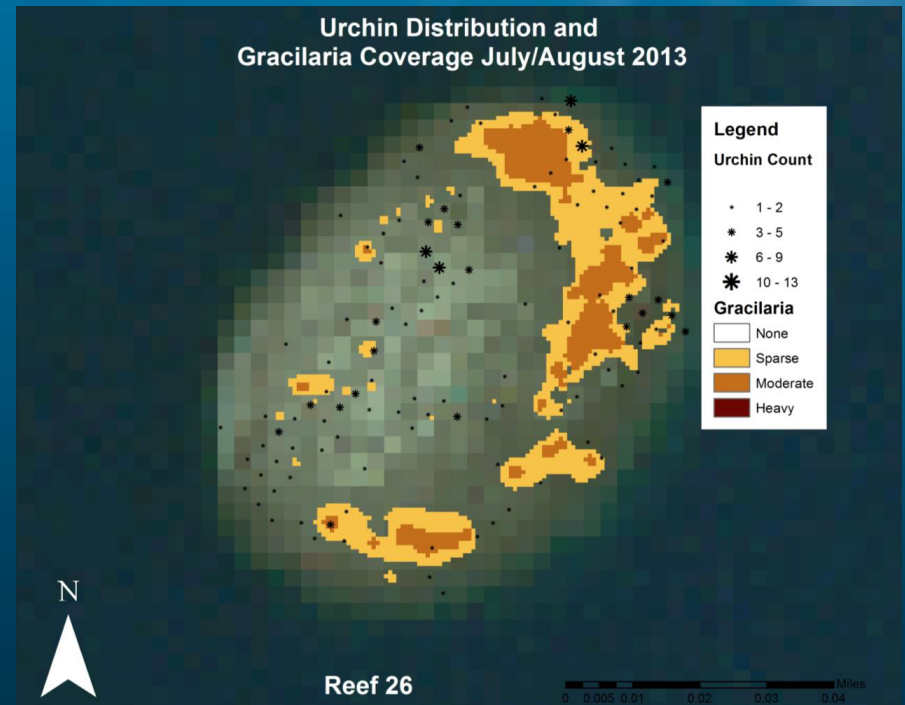 Urchin Distribution and
Gracilaria Coverage July/August 2013
Legend
Urchin Count
1 - 2
3 - 5
6 - 9
10 - 13
Gracilaria
None
Sparse
Moderate
Heavy
N
Reef 26
Miles
0 0.005 0.01 0.02 0.03 0.04